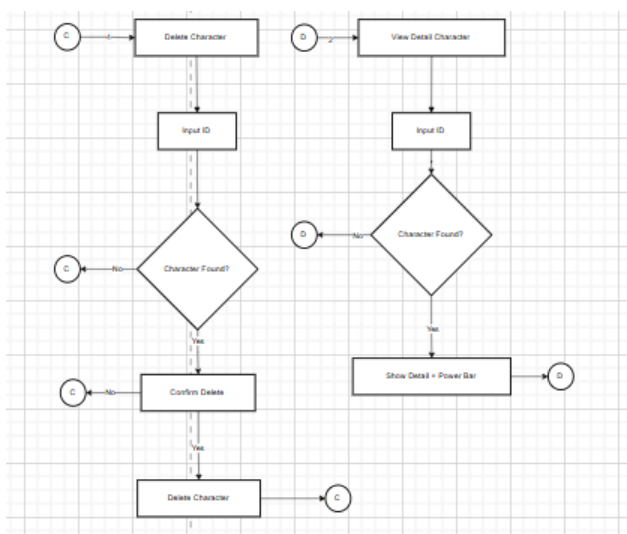 C
4
Delete Character
Input ID
Character Found?
No
C
Yes
Confirm Delete
No
C
Yes
Delete Character
C
D
View Detail Character
Input ID
Character Found?
No
D
Yes
Show Detail + Power Bar
D